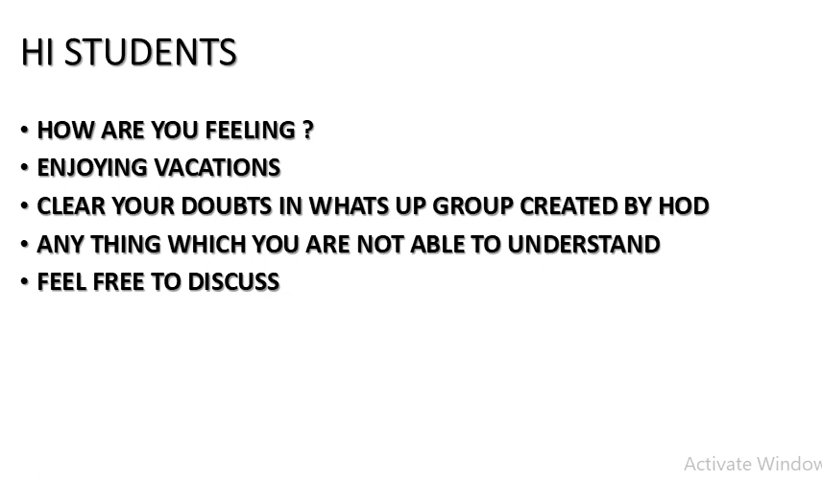 HI STUDENTS
• HOW ARE YOU FEELING ?
• ENJOYING VACATIONS
• CLEAR YOUR DOUBTS IN WHATS UP GROUP CREATED BY HOD
• ANY THING WHICH YOU ARE NOT ABLE TO UNDERSTAND
• FEEL FREE TO DISCUSS
Activate Window